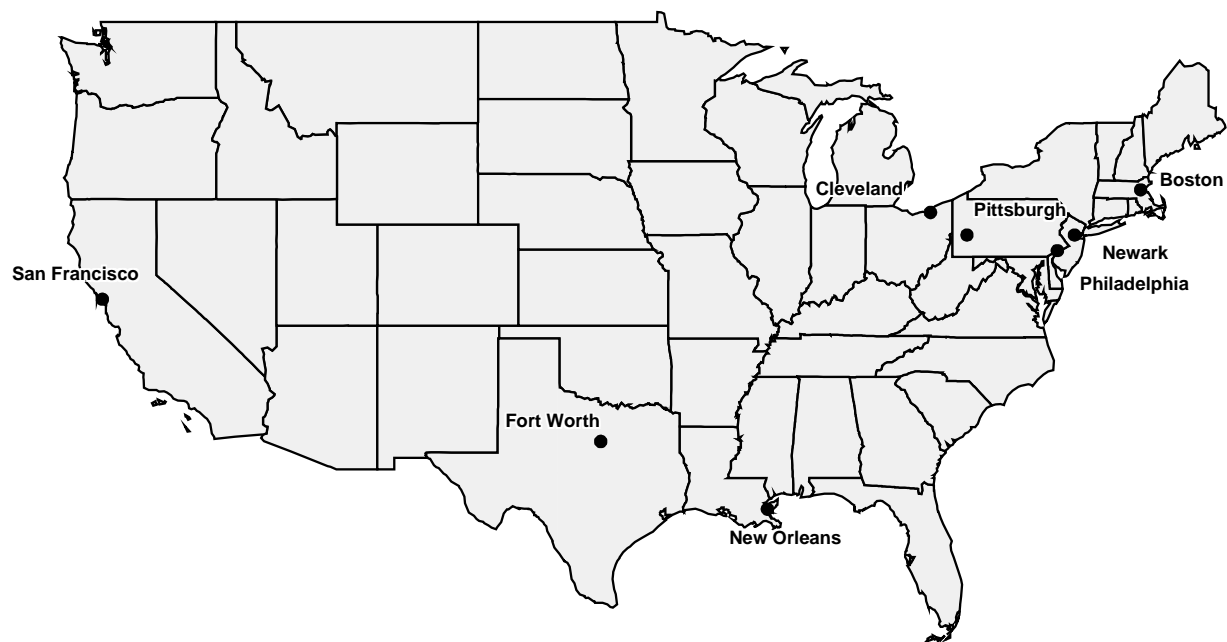 Boston
Cleveland
Pittsburgh
Newark
San Francisco
Philadelphia
Fort Worth
New Orleans